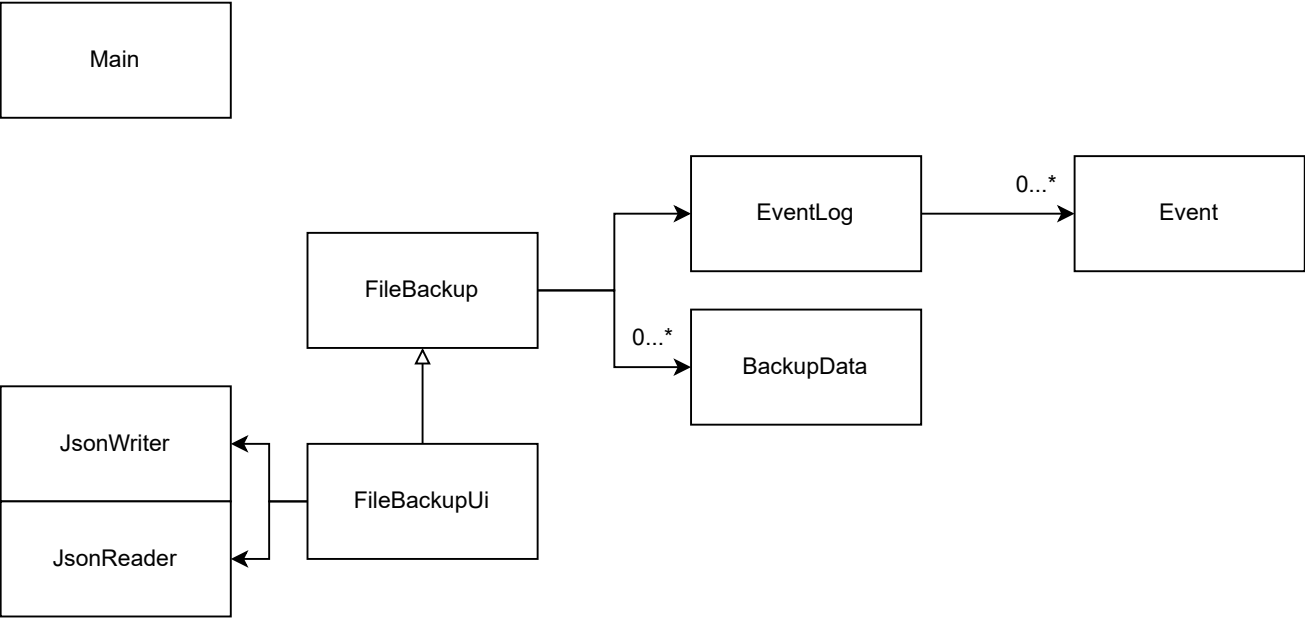 Main
EventLog
0...*
Event
FileBackup
0...*
BackupData
JsonWriter
FileBackupUi
JsonReader